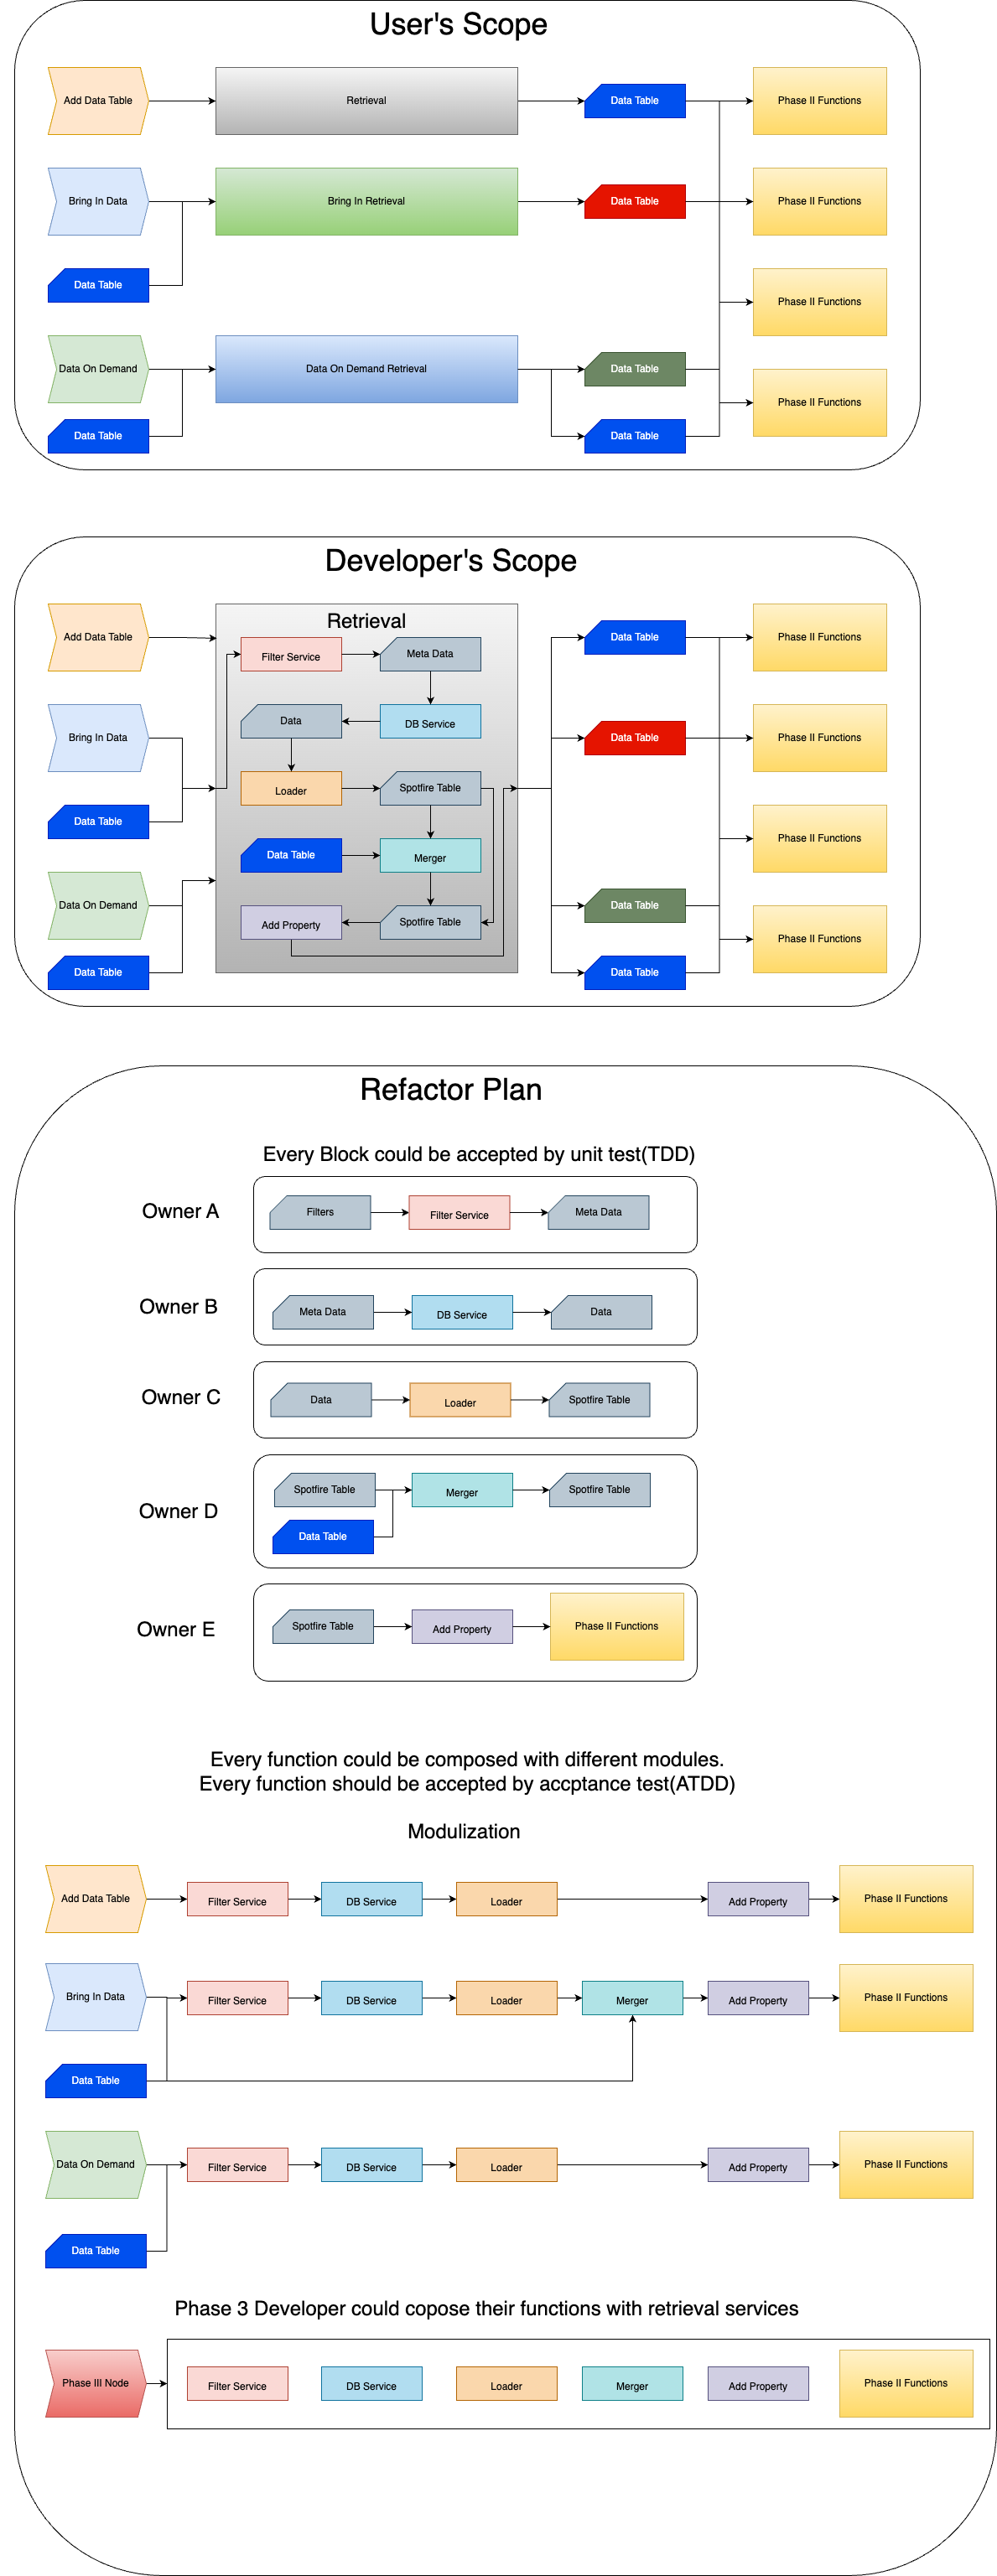 User's Scope
Add Data Table
Retrieval
Data Table
Phase II Functions
Bring In Data
Bring In Retrieval
Data Table
Phase II Functions
Data Table
Phase II Functions
Data On Demand
Data On Demand Retrieval
Data Table
Phase II Functions
Data Table
Data Table
Developer's Scope
Retrieval
Add Data Table
Data Table
Phase II Functions
Filter Service
Meta Data
Data
DB Service
Bring In Data
Data Table
Phase II Functions
Loader
Spotfire Table
Data Table
Phase II Functions
Data Table
Merger
Data On Demand
Data Table
Add Property
Spotfire Table
Phase II Functions
Data Table
Data Table
Refactor Plan
Every Block could be accepted by unit test(TDD)
Owner A
Filters
Filter Service
Meta Data
Owner B
Meta Data
DB Service
Data
Owner C
Data
Loader
Spotfire Table
Owner D
Spotfire Table
Merger
Spotfire Table
Data Table
Owner E
Spotfire Table
Add Property
Phase II Functions
Every function could be composed with different modules.
Every function should be accepted by accptance test(ATDD)
Modulization
Add Data Table
Filter Service
DB Service
Loader
Add Property
Phase II Functions
Bring In Data
Filter Service
DB Service
Loader
Merger
Add Property
Phase II Functions
Data Table
Data On Demand
Filter Service
DB Service
Loader
Add Property
Phase II Functions
Data Table
Phase 3 Developer could copose their functions with retrieval services
Phase III Node
Filter Service
DB Service
Loader
Merger
Add Property
Phase II Functions